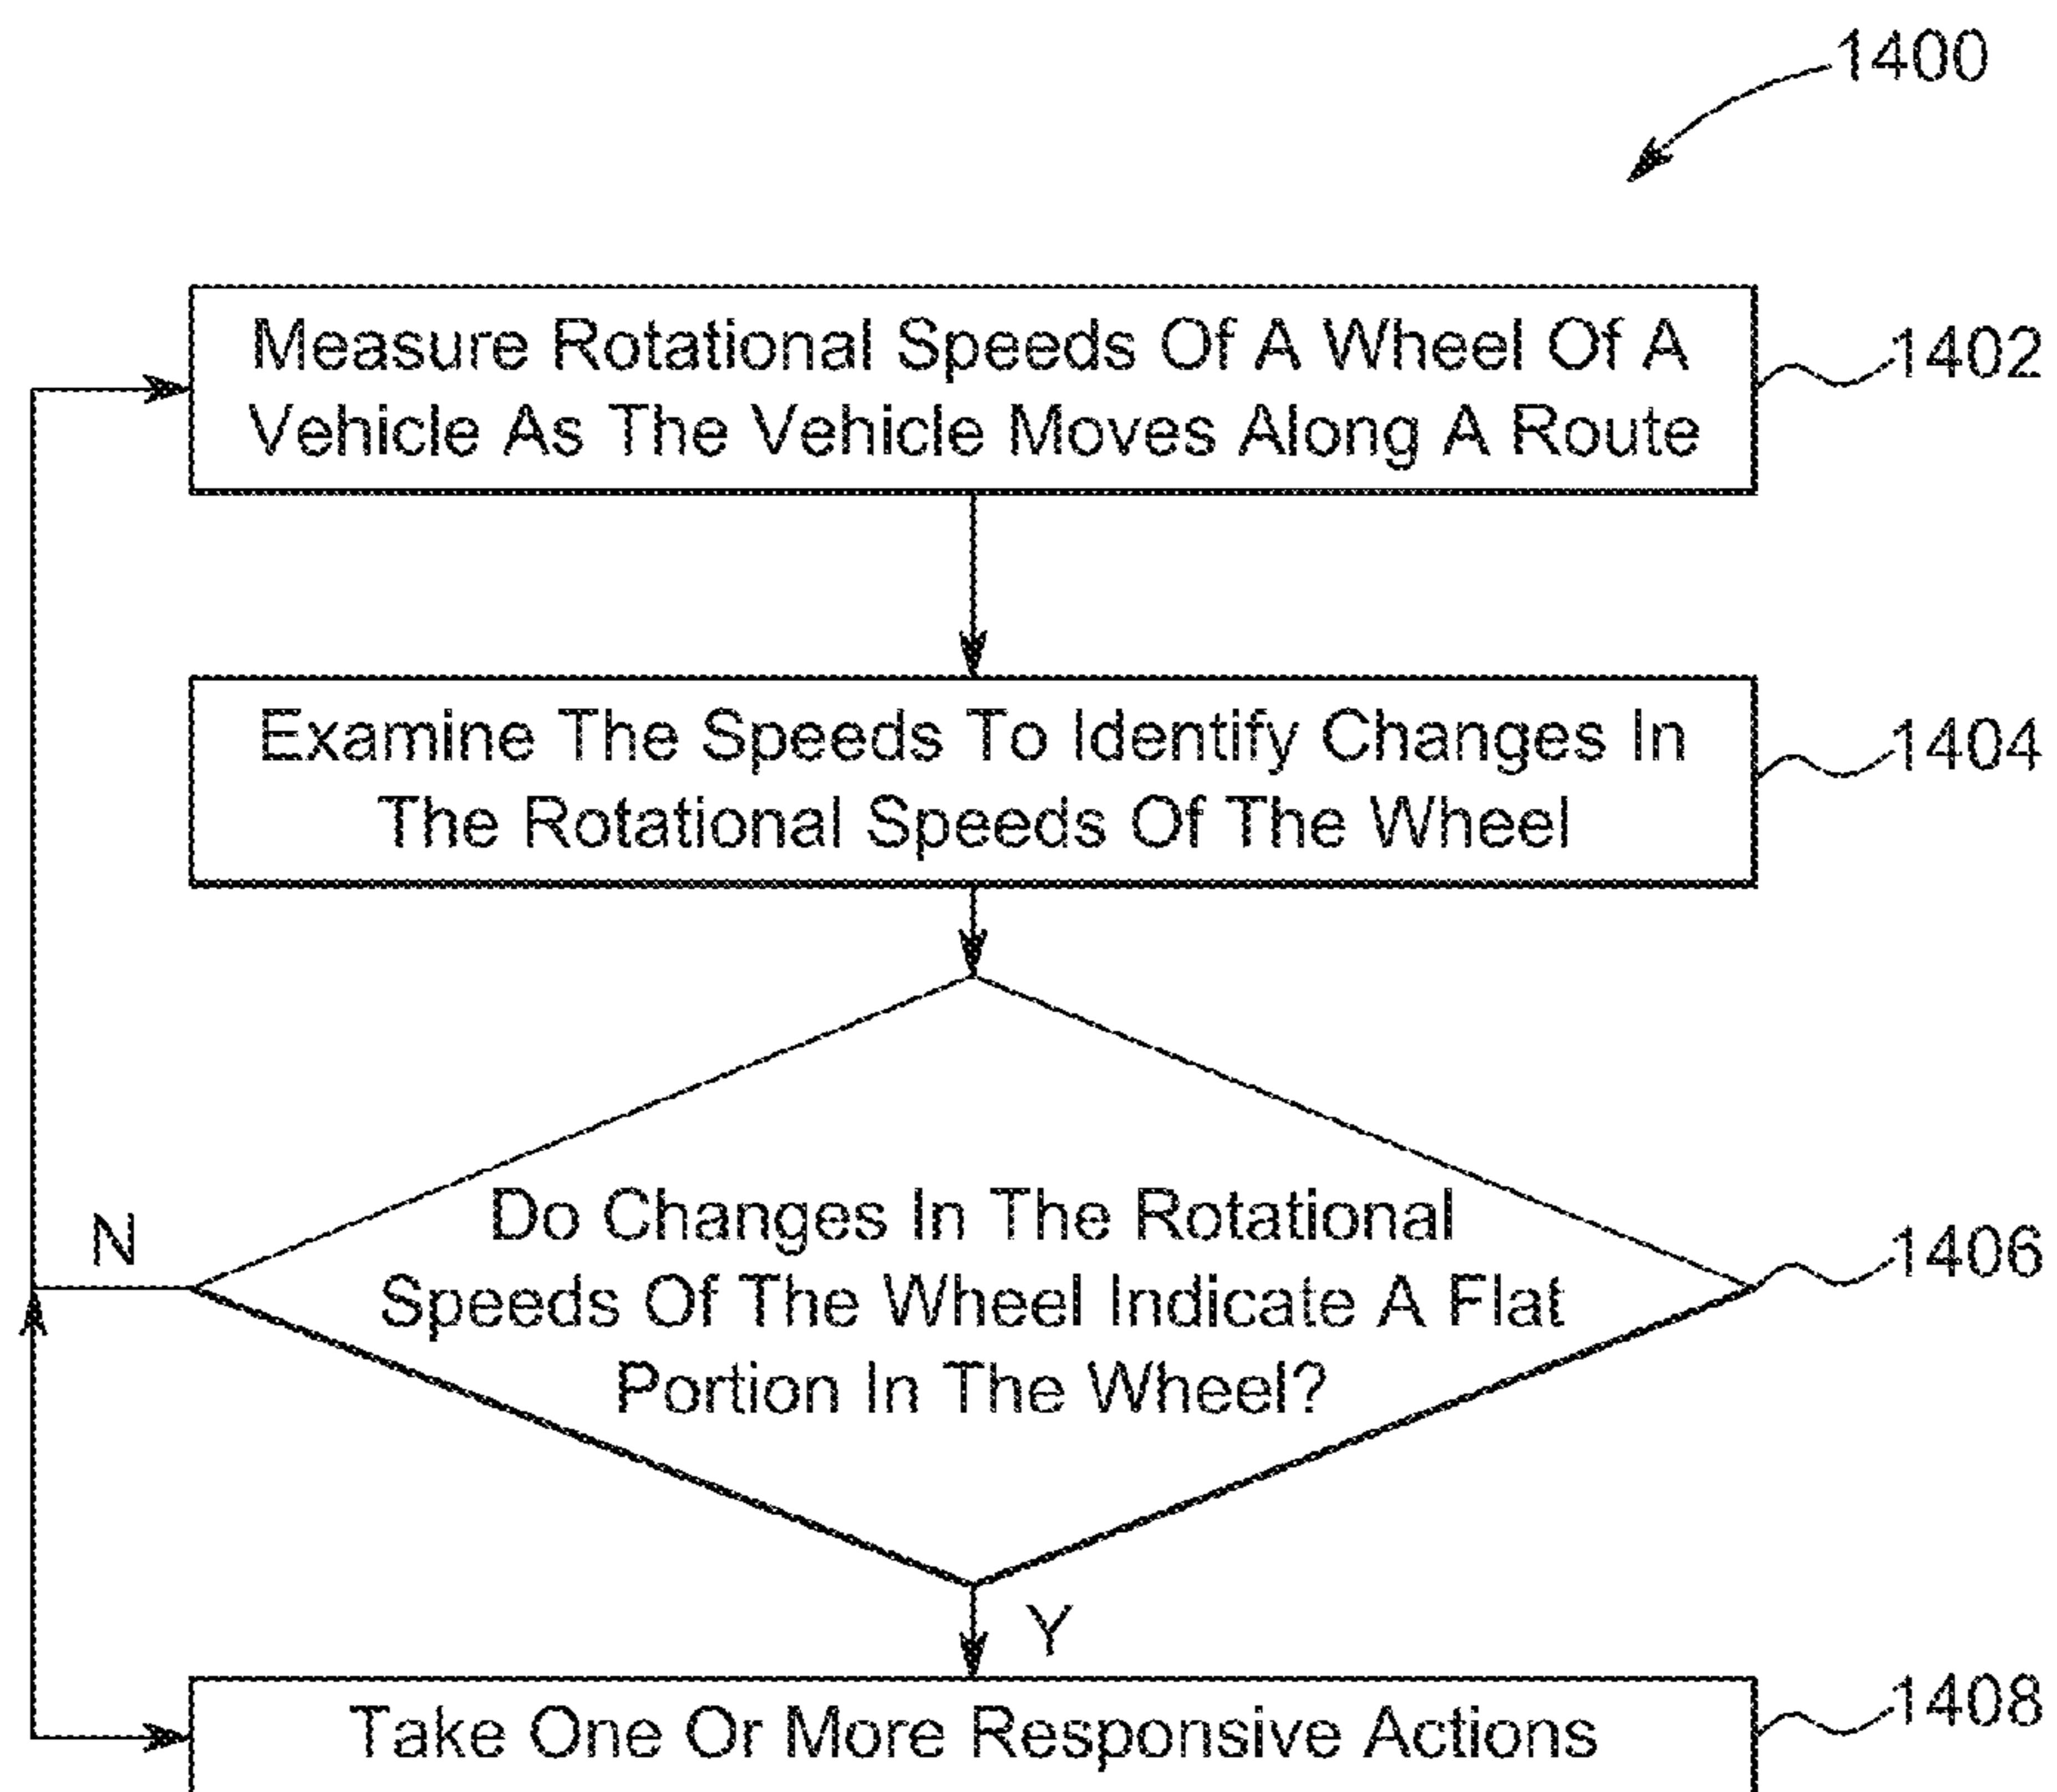 1400
Measure Rotational Speeds Of A Wheel Of A
Vehicle As The Vehicle Moves Along A Route
1402
Examine The Speeds To Identify Changes In
The Rotational Speeds Of The Wheel
1404
Do Changes In The Rotational
Speeds Of The Wheel Indicate A Flat
Portion In The Wheel?
1406
N
Y
Take One Or More Responsive Actions
1408